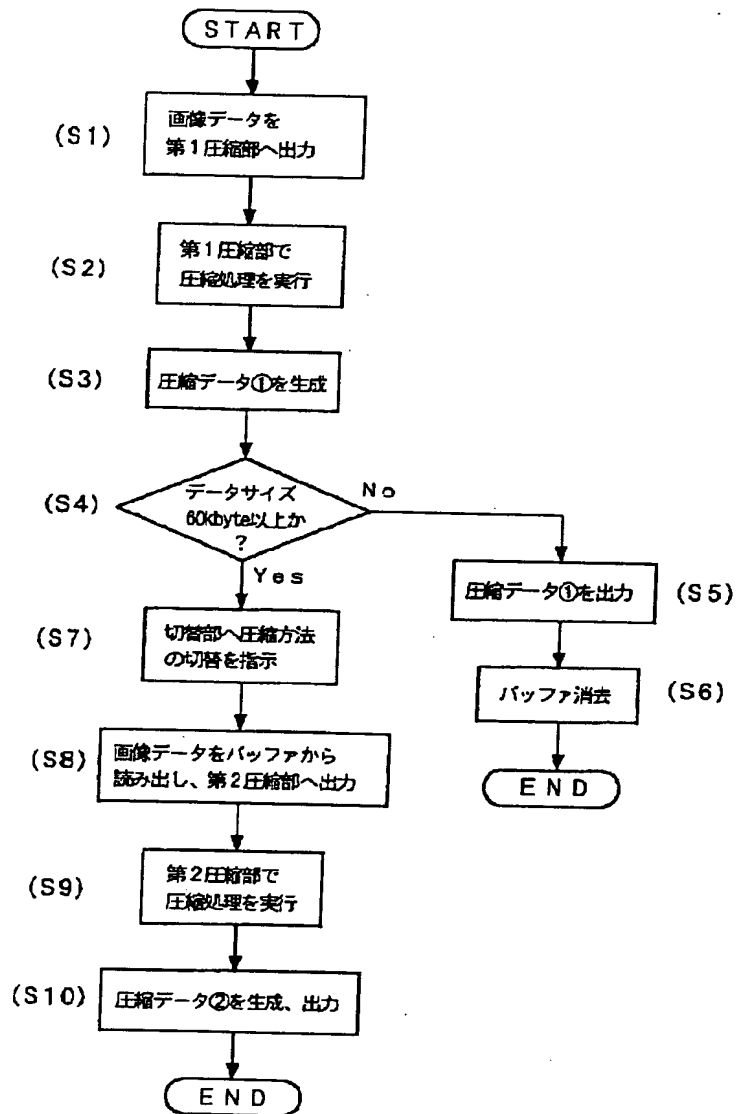 START
(S1)
画像データを
第1圧縮部へ出力
(S2)
第1圧縮部で
圧縮処理を実行
(S3)
圧縮データ①を生成
(S4)
データサイズ
60kbyte以上か
?
No
Yes
圧縮データ①を出力
(S5)
バッファ消去
(S6)
END
(S7)
切替部へ圧縮方法
の切替を指示
(S8)
画像データをバッファから
読み出し、第2圧縮部へ出力
(S9)
第2圧縮部で
圧縮処理を実行
(S10)
圧縮データ②を生成、出力
END